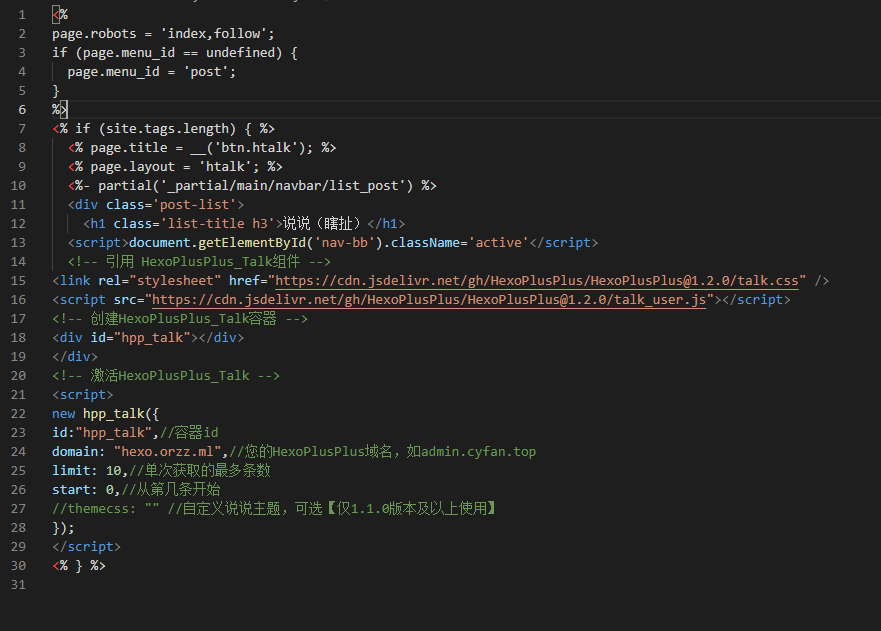 1 <%
2 page.robots = 'index,follow';
3 if (page.menu_id == undefined) {
4 page.menu_id = 'post';
5 }
6 %>
7 <% if (site.tags.length) { %>
8 <% page.title = __('btn.htalk'); %>
9 <% page.layout = 'htalk'; %>
10 <%- partial('_partial/main/navbar/list_post') %>
11 <div class='post-list'>
12 <h1 class='list-title h3'>说说（瞎扯）</h1>
13 <script>document.getElementById('nav-bb').className='active'</script>
14 <!-- 引用 HexoPlusPlus_Talk组件 -->
15 <link rel="stylesheet" href="https://cdn.jsdelivr.net/gh/HexoPlusPlus/HexoPlusPlus@1.2.0/talk.css" />
16 <script src="https://cdn.jsdelivr.net/gh/HexoPlusPlus/HexoPlusPlus@1.2.0/talk_user.js"></script>
17 <!-- 创建HexoPlusPlus_Talk容器 -->
18 <div id="hpp_talk"></div>
19 </div>
20 <!-- 激活HexoPlusPlus_Talk -->
21 <script>
22 new hpp_talk({
23 id:"hpp_talk",//容器id
24 domain: "hexo.orzz.ml",//您的HexoPlusPlus域名，如admin.cyfan.top
25 limit: 10,//单次获取的最多条数
26 start: 0,//从第几条开始
27 //themecss: "" //自定义说说主题，可选【仅1.1.0版本及以上使用】
28 });
29 </script>
30 <% } %>
31